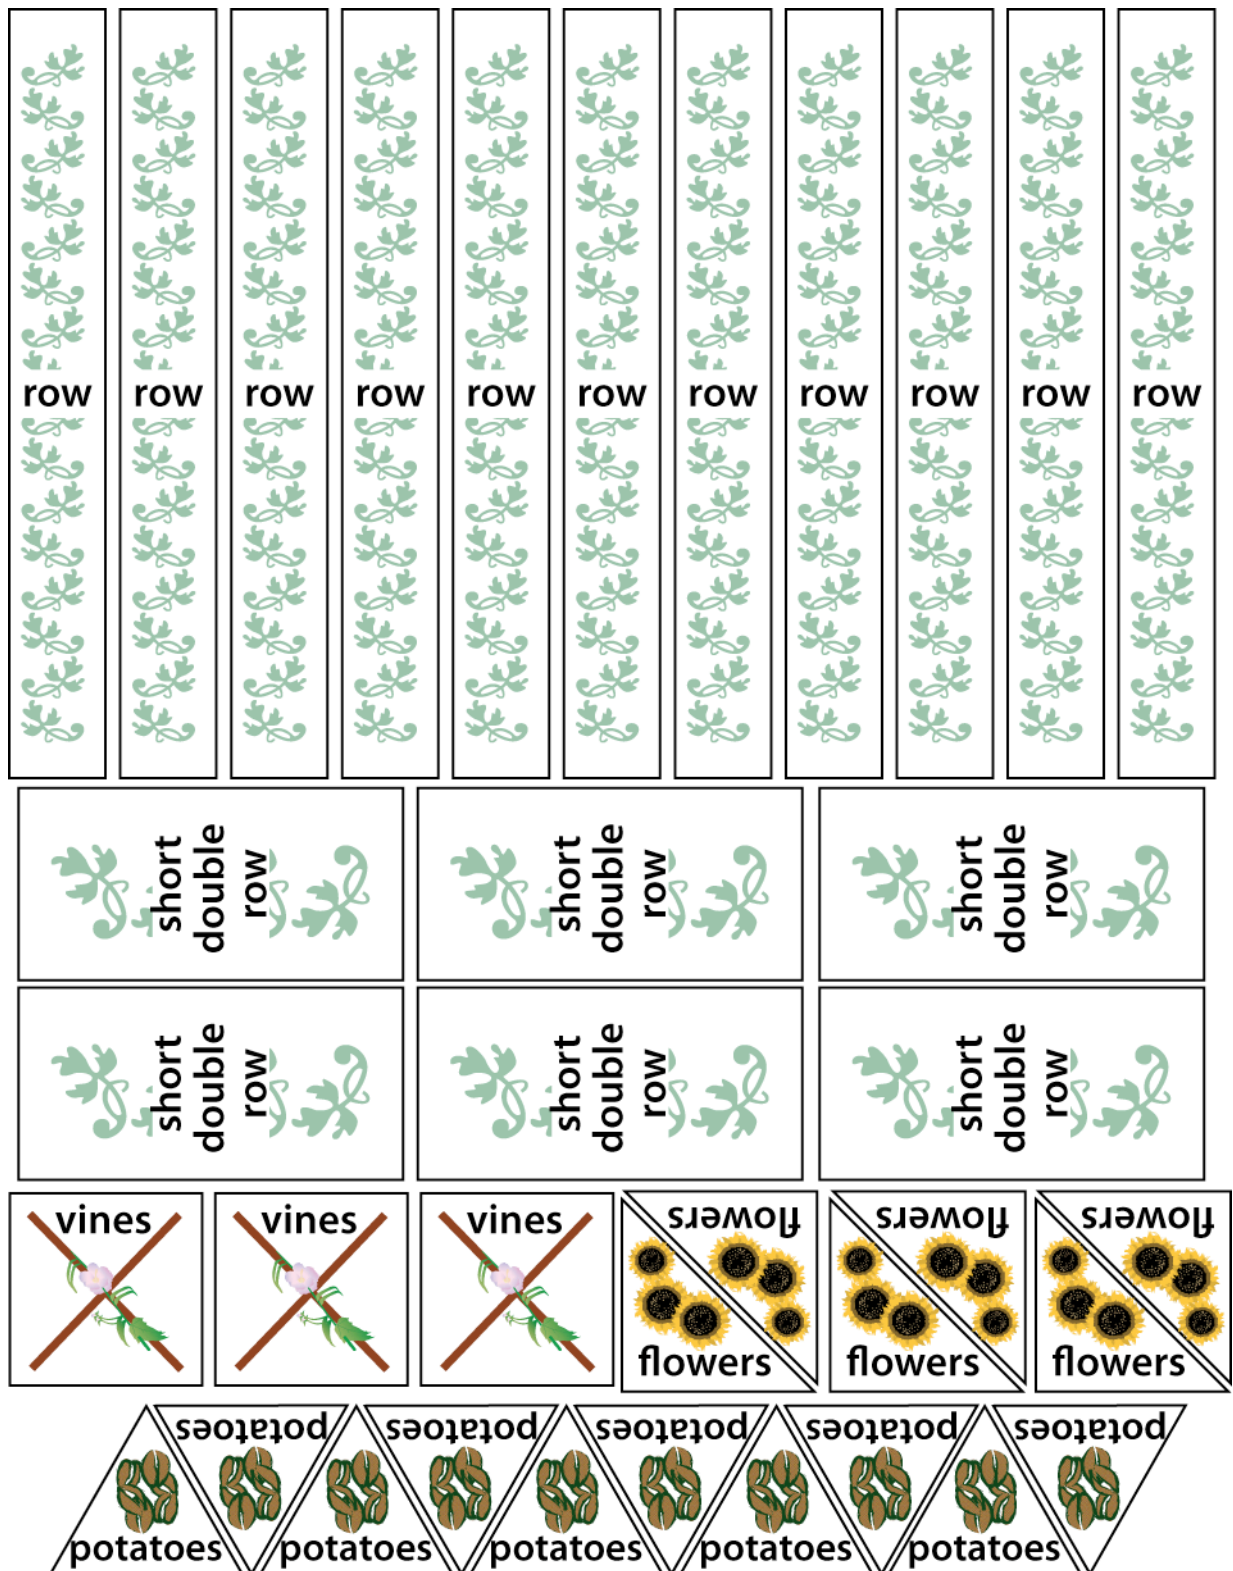 row row row row row row row row row row row
short double row short double row short double row
short double row short double row short double row
vines vines vines flowers flowers flowers
flowers flowers flowers
potatoes potatoes potatoes potatoes potatoes
potatoes potatoes potatoes potatoes potatoes